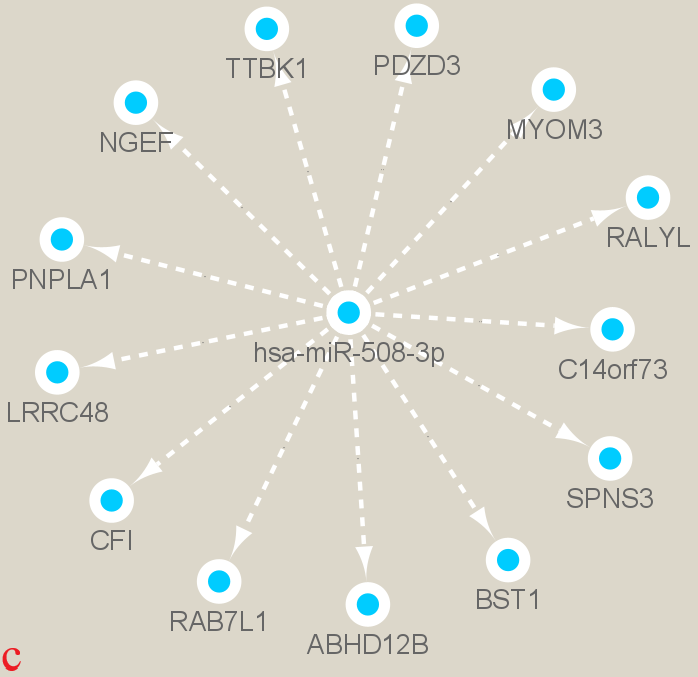 TTBK1
PDZD3
NGEF
MYOM3
RALYL
PNPLA1
hsa-miR-508-3p
C14orf73
LRRC48
SPNS3
CFI
BST1
RAB7L1
ABHD12B
c